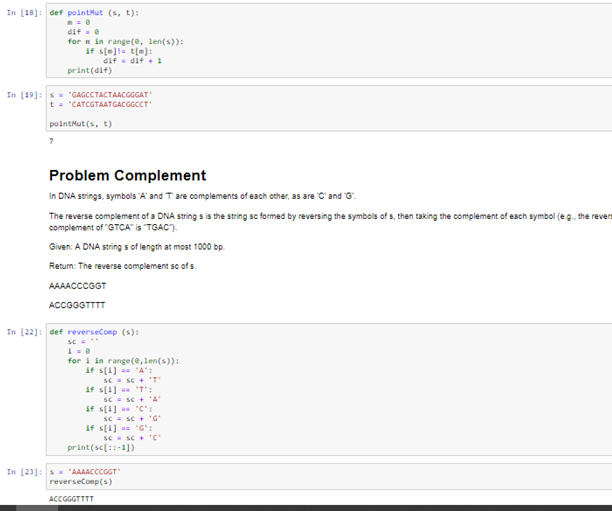 In [18]: def pointMut (s, t):
m = 0
dif = 0
for m in range(0, len(s)):
if s[m]!= t[m]:
dif = dif + 1
print(dif)
In [19]: s = 'GAGCCTACTAACGGGAT'
t = 'CATCGTAATGACGGCCT'
pointMut(s, t)
7
Problem Complement
In DNA strings, symbols 'A' and 'T' are complements of each other, as are 'C' and 'G'.
The reverse complement of a DNA string s is the string sc formed by reversing the symbols of s, then taking the complement of each symbol (e.g., the revers
complement of "GTCA" is "TGAC").
Given: A DNA string s of length at most 1000 bp.
Return: The reverse complement sc of s.
AAAACCCGGT
ACCGGGTTTT
In [22]: def reverseComp (s):
sc = ''
i = 0
for i in range(0,len(s)):
if s[i] == 'A':
sc = sc + 'T'
if s[i] == 'T':
sc = sc + 'A'
if s[i] == 'C':
sc = sc + 'G'
if s[i] == 'G':
sc = sc + 'C'
print(sc[::-1])
In [23]: s = 'AAAACCCGGT'
reverseComp(s)
ACCGGGTTTT